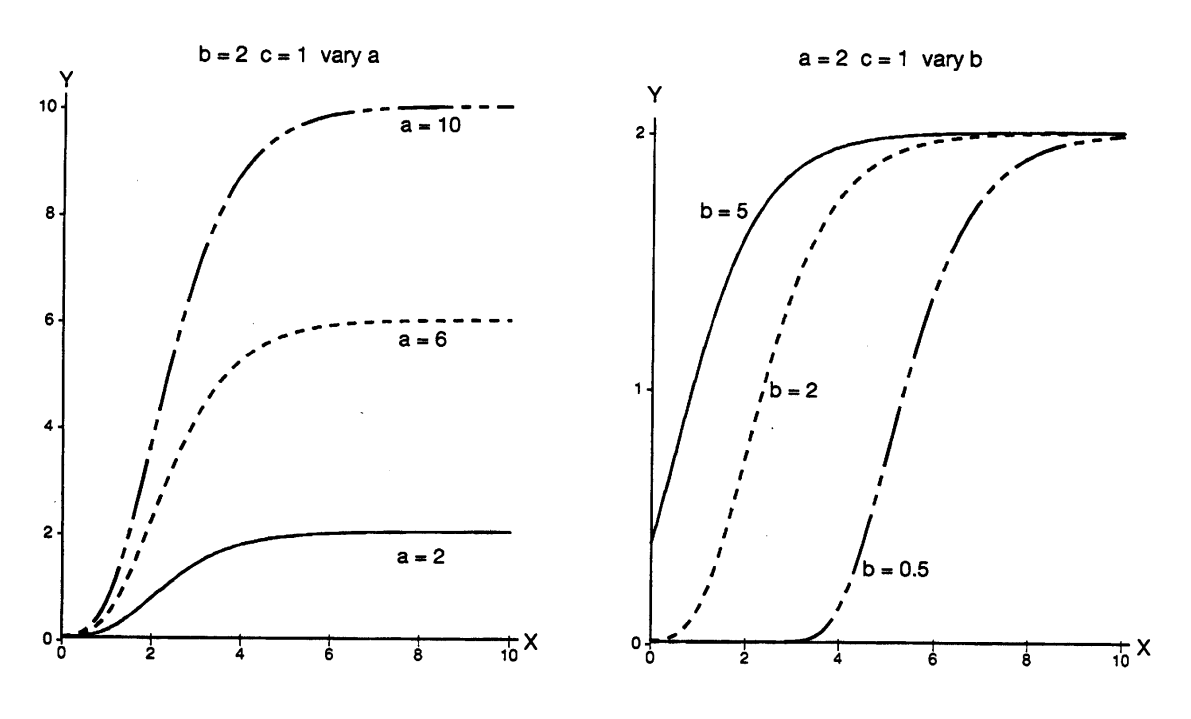 b = 2 c = 1 vary a
Y
10
a = 10
8
6
a = 6
4
2
a = 2
0
X
0 2 4 6 8 10
a = 2 c = 1 vary b
Y
2
b = 5
1
b = 2
b = 0.5
0
X
0 2 4 6 8 10